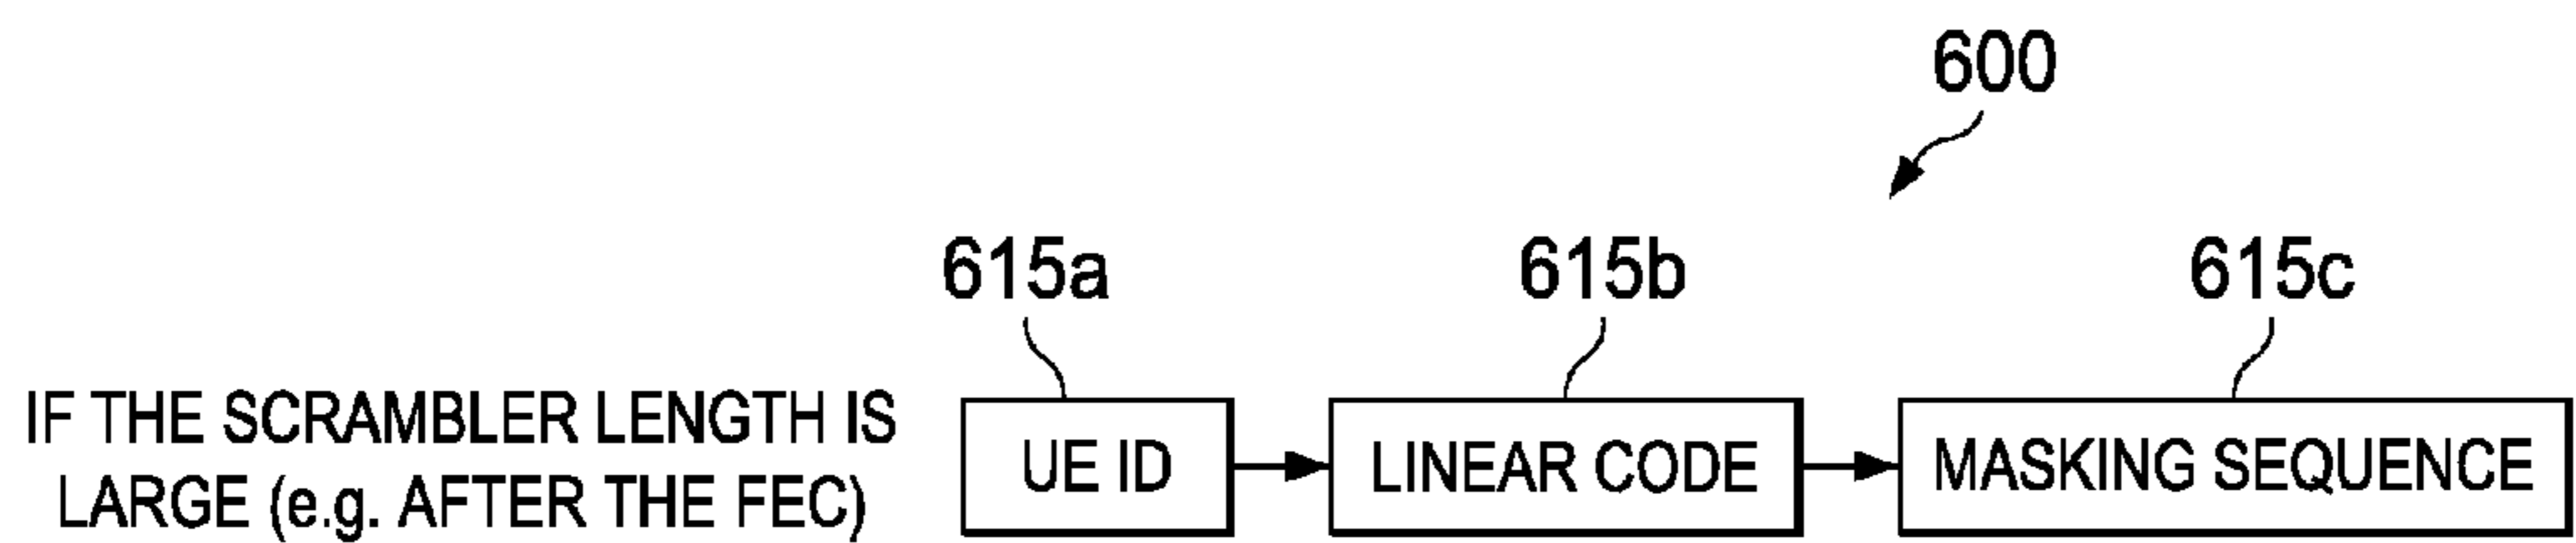 600
615a 615b 615c
IF THE SCRAMBLER LENGTH IS
LARGE (e.g. AFTER THE FEC)
UE ID LINEAR CODE MASKING SEQUENCE